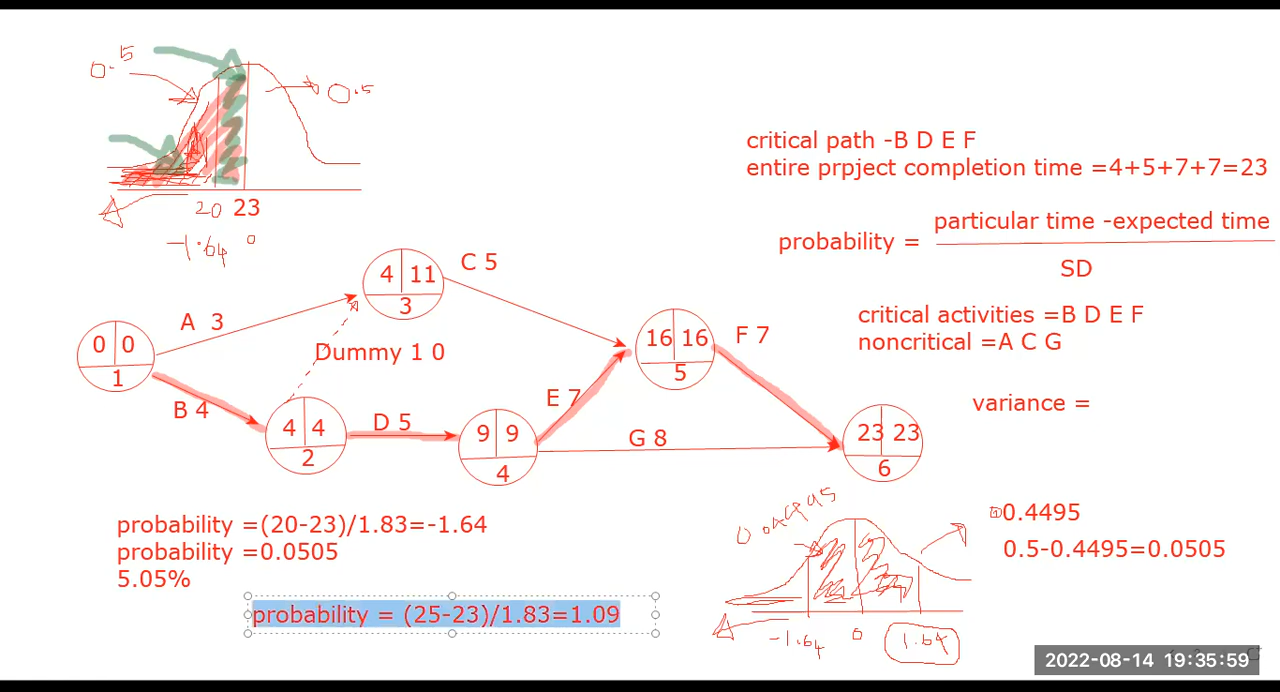 0.5
0.5
20 23
-1.64 0
critical path -B D E F
entire prpject completion time =4+5+7+7=23
particular time -expected time
probability =
SD
critical activities =B D E F
noncritical =A C G
variance =
4 11
3
C 5
A 3
0 0
1
Dummy 1 0
16 16
5
F 7
B 4
4 4
2
D 5
9 9
4
E 7
G 8
23 23
6
probability =(20-23)/1.83=-1.64
probability =0.0505
5.05%
probability = (25-23)/1.83=1.09
0.4495
0.5-0.4495=0.0505
-1.64 0 1.64
2022-08-14 19:35:59